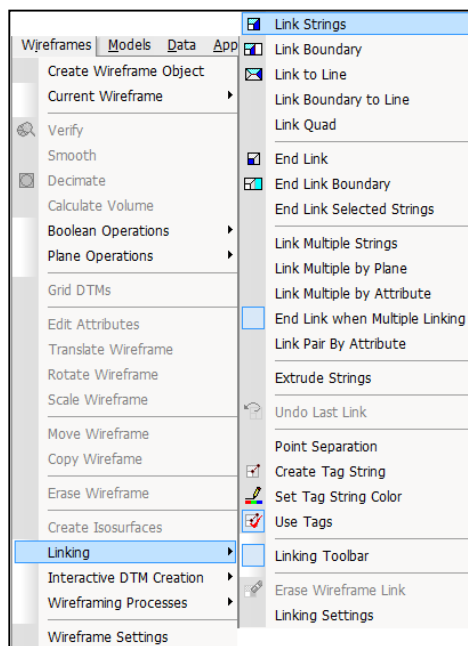 Wireframes Models Data App
Create Wireframe Object
Current Wireframe
Verify
Smooth
Decimate
Calculate Volume
Boolean Operations
Plane Operations
Grid DTMs
Edit Attributes
Translate Wireframe
Rotate Wireframe
Scale Wireframe
Move Wireframe
Copy Wirefame
Erase Wireframe
Create Isosurfaces
Linking
Interactive DTM Creation
Wireframing Processes
Wireframe Settings
Link Strings
Link Boundary
Link to Line
Link Boundary to Line
Link Quad
End Link
End Link Boundary
End Link Selected Strings
Link Multiple Strings
Link Multiple by Plane
Link Multiple by Attribute
End Link when Multiple Linking
Link Pair By Attribute
Extrude Strings
Undo Last Link
Point Separation
Create Tag String
Set Tag String Color
Use Tags
Linking Toolbar
Erase Wireframe Link
Linking Settings